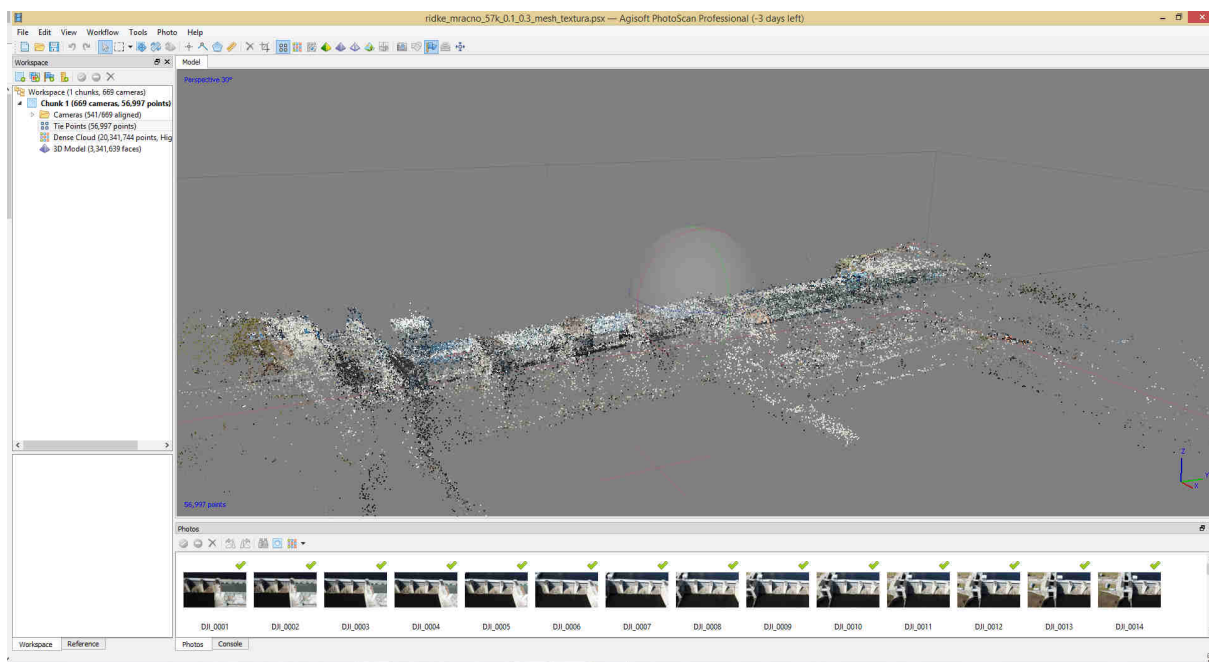 ridke_mracno_57k_0.1_0.3_mesh_textura.psx — Agisoft PhotoScan Professional (-3 days left)
File Edit View Workflow Tools Photo Help
Workspace
Model
Workspace (1 chunks, 669 cameras)
Chunk 1 (669 cameras, 56,997 points)
Cameras (541/669 aligned)
Tie Points (56,997 points)
Dense Cloud (20,341,744 points, Hig
3D Model (3,341,639 faces)
Perspective 30°
Z
Y
X
56,997 points
Photos
DJI_0001 DJI_0002 DJI_0003 DJI_0004 DJI_0005 DJI_0006 DJI_0007 DJI_0008 DJI_0009 DJI_0010 DJI_0011 DJI_0012 DJI_0013 DJI_0014
Workspace Reference
Photos Console